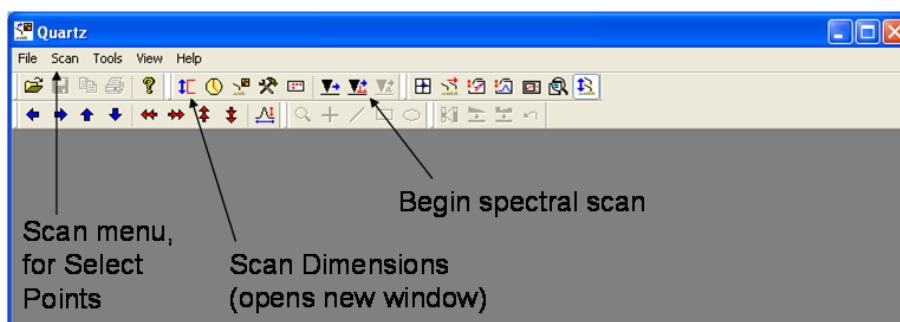 Quartz
File Scan Tools View Help
Begin spectral scan
Scan menu,
for Select
Points
Scan Dimensions
(opens new window)